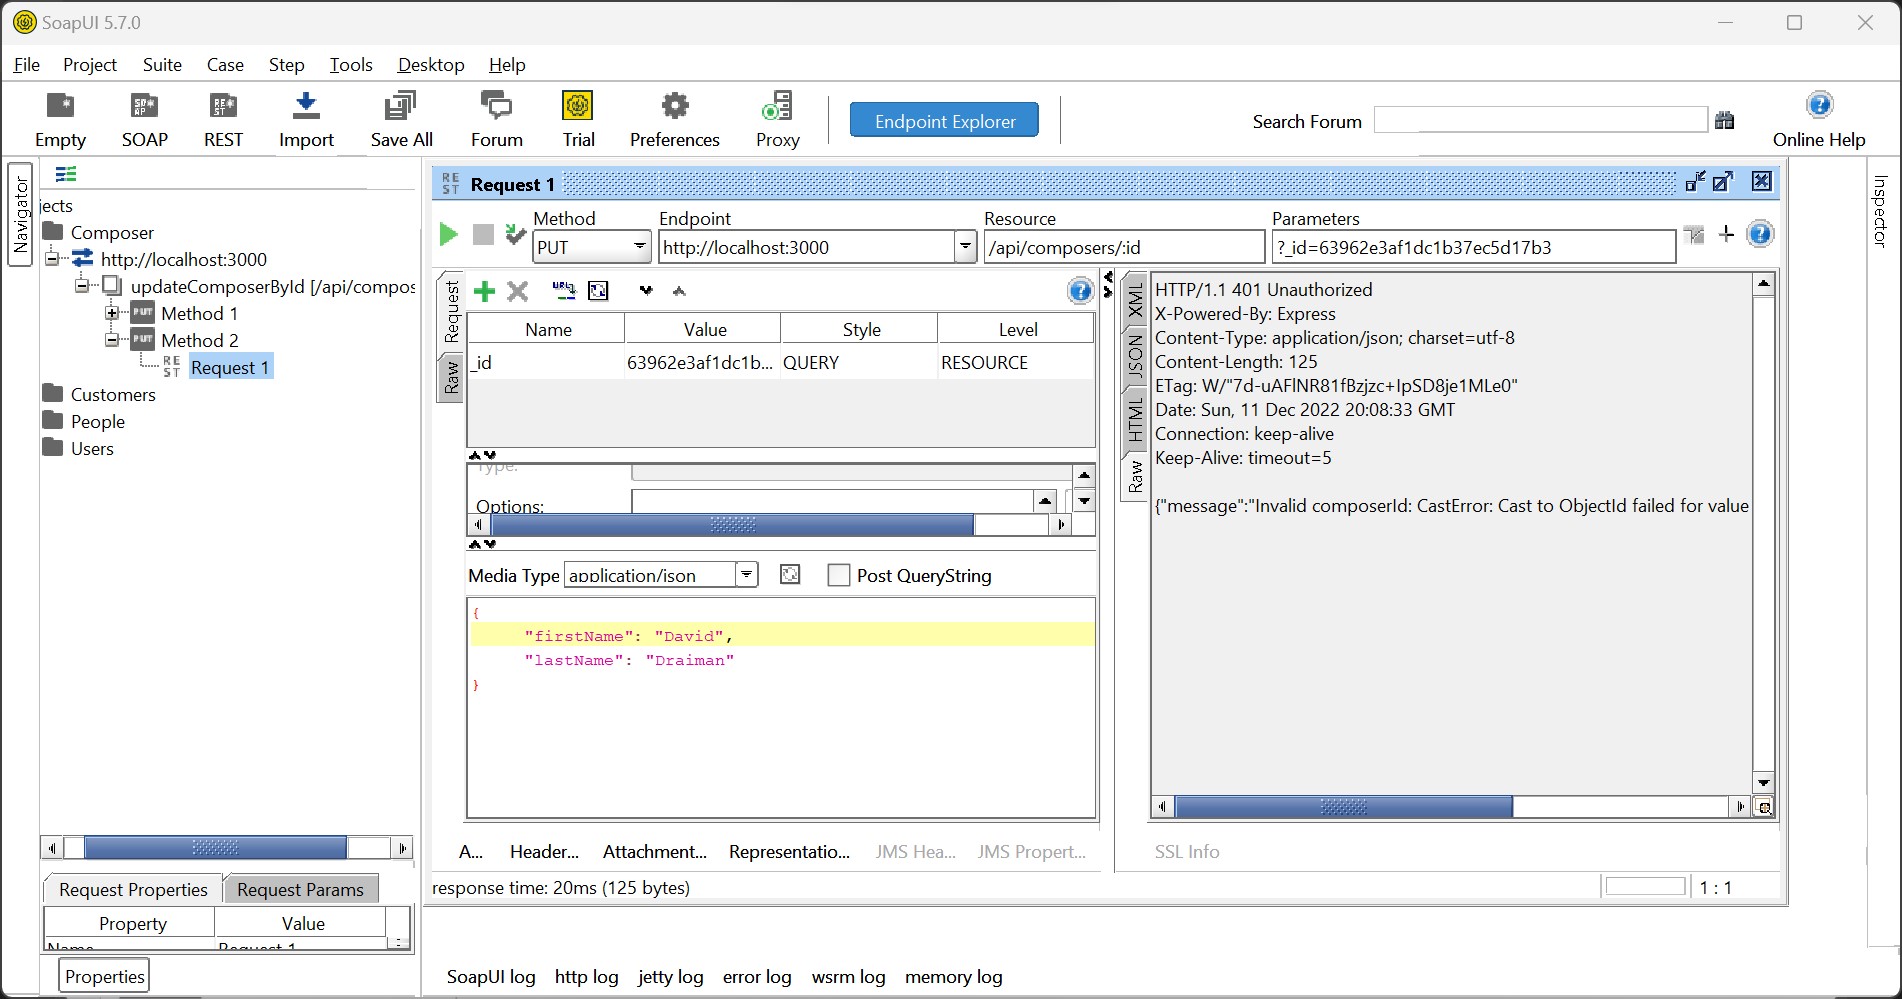 SoapUI 5.7.0
File Project Suite Case Step Tools Desktop Help
Empty SOAP REST Import Save All Forum Trial Preferences Proxy Endpoint Explorer Search Forum Online Help
Navigator
jects
Composer
http://localhost:3000
updateComposerById [/api/compos
PUT Method 1
PUT Method 2
REST Request 1
Customers
People
Users
Request Properties Request Params
Property Value
Name Request 1
Properties
REST Request 1
Method Endpoint Resource Parameters
PUT http://localhost:3000 /api/composers/:id ?_id=63962e3af1dc1b37ec5d17b3
Request
Raw
Name Value Style Level
_id 63962e3af1dc1b... QUERY RESOURCE
Type:
Options:
Media Type application/json Post QueryString
{
"firstName": "David",
"lastName": "Draiman"
}
A... Header... Attachment... Representatio... JMS Hea... JMS Propert...
XML
JSON
HTML
Raw
HTTP/1.1 401 Unauthorized
X-Powered-By: Express
Content-Type: application/json; charset=utf-8
Content-Length: 125
ETag: W/"7d-uAFlNR81fBzjzc+IpSD8je1MLe0"
Date: Sun, 11 Dec 2022 20:08:33 GMT
Connection: keep-alive
Keep-Alive: timeout=5
{"message":"Invalid composerId: CastError: Cast to ObjectId failed for value
SSL Info
response time: 20ms (125 bytes) 1 : 1
Inspector
SoapUI log http log jetty log error log wsrm log memory log